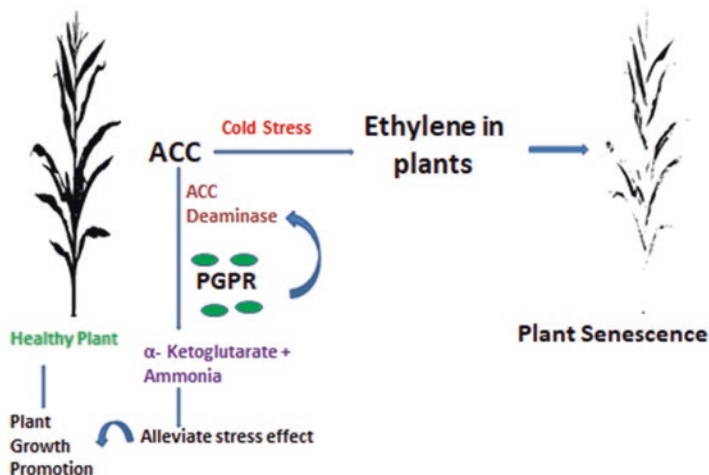 Cold Stress
ACC
Ethylene in
plants
ACC
Deaminase
PGPR
Healthy Plant
Plant Senescence
α- Ketoglutarate +
Ammonia
Plant
Growth
Promotion
Alleviate stress effect